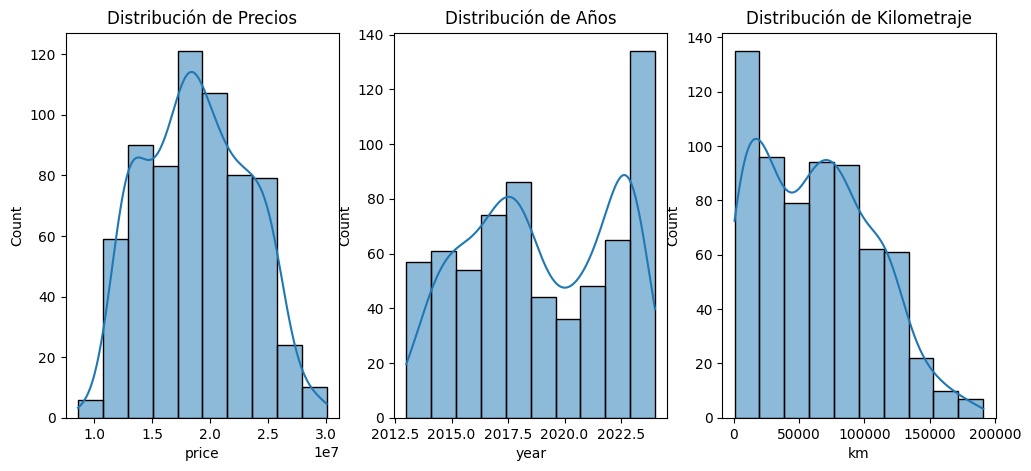 Distribución de Precios
120
100
80
60
40
20
0
Count
1.0 1.5 2.0 2.5 3.0
1e7
price
Distribución de Años
140
120
100
80
60
40
20
0
Count
2012.5 2015.0 2017.5 2020.0 2022.5
year
Distribución de Kilometraje
140
120
100
80
60
40
20
0
Count
0 50000 100000 150000 200000
km